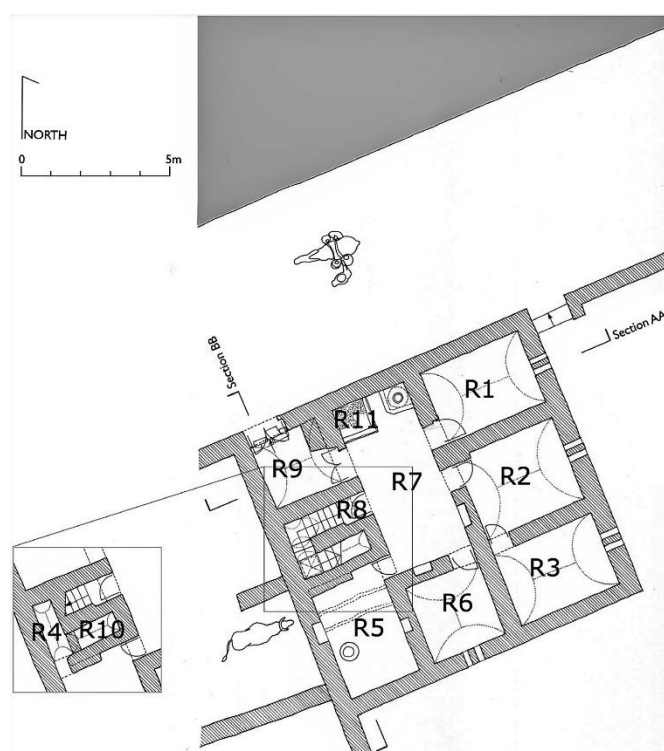 NORTH
0 5m
Section BB
Section AA
R1
R11
R9
R2
R7
R8
R3
R6
R5
R4
R10